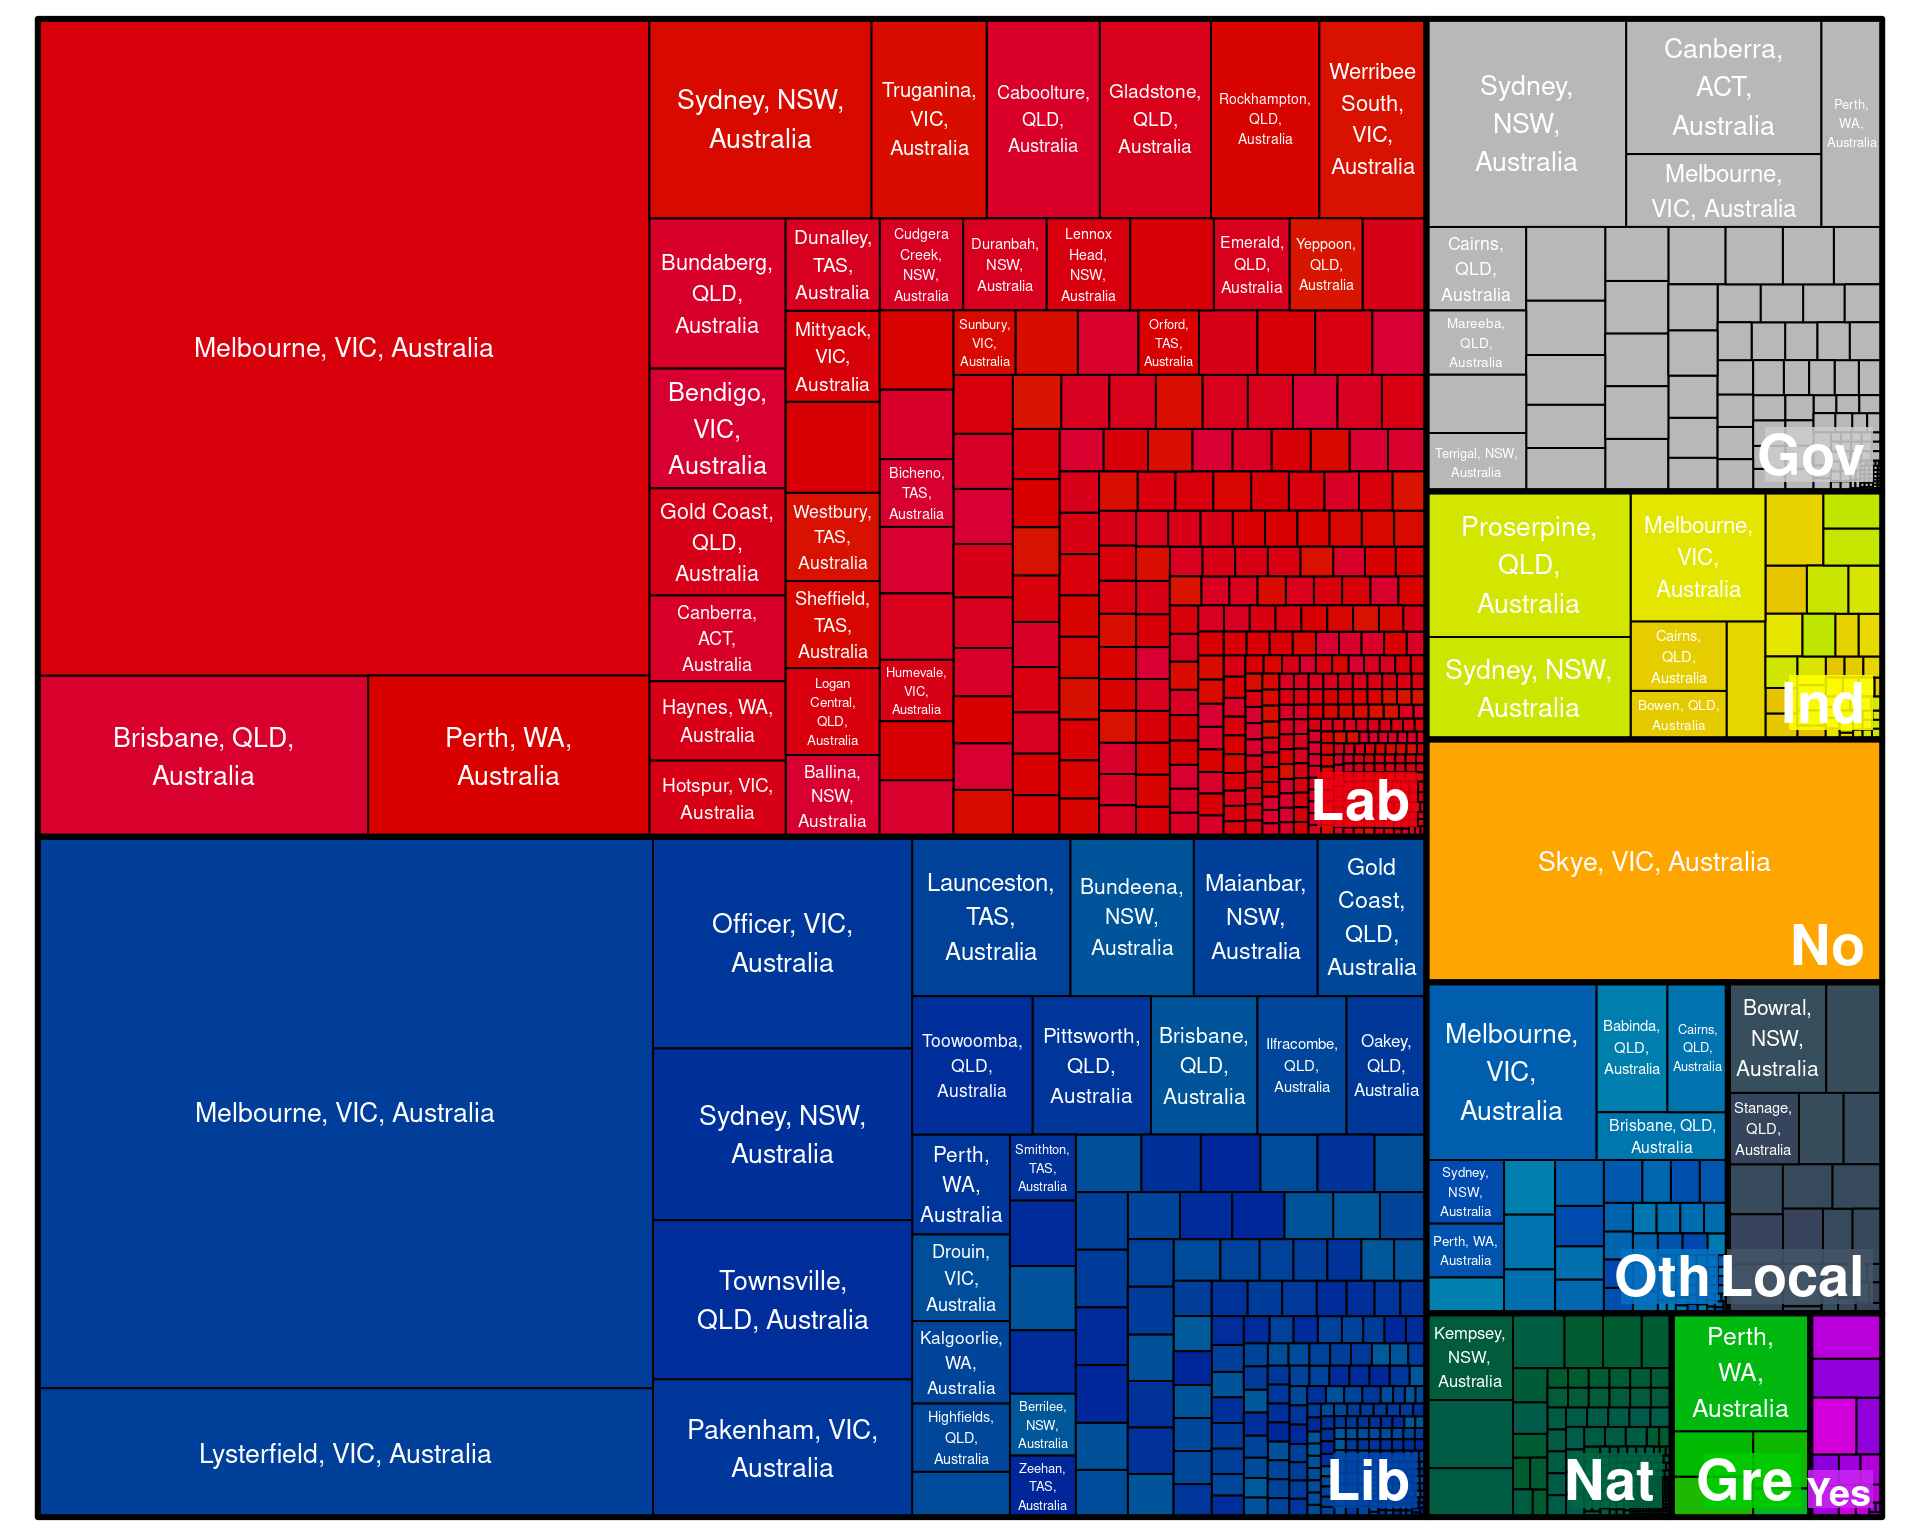 Melbourne, VIC, Australia
Brisbane, QLD,
Australia
Perth, WA,
Australia
Sydney, NSW,
Australia
Truganina,
VIC,
Australia
Caboolture,
QLD,
Australia
Gladstone,
QLD,
Australia
Rockhampton,
QLD,
Australia
Werribee
South,
VIC,
Australia
Bundaberg,
QLD,
Australia
Bendigo,
VIC,
Australia
Gold Coast,
QLD,
Australia
Canberra,
ACT,
Australia
Haynes, WA,
Australia
Hotspur, VIC,
Australia
Dunalley,
TAS,
Australia
Mittyack,
VIC,
Australia
Westbury,
TAS,
Australia
Sheffield,
TAS,
Australia
Logan
Central,
QLD,
Australia
Ballina,
NSW,
Australia
Cudgera
Creek,
NSW,
Australia
Duranbah,
NSW,
Australia
Lennox
Head,
NSW,
Australia
Emerald,
QLD,
Australia
Yeppoon,
QLD,
Australia
Sunbury,
VIC,
Australia
Orford,
TAS,
Australia
Bicheno,
TAS,
Australia
Humevale,
VIC,
Australia
Lab
Melbourne, VIC, Australia
Lysterfield, VIC, Australia
Officer, VIC,
Australia
Sydney, NSW,
Australia
Townsville,
QLD, Australia
Pakenham, VIC,
Australia
Launceston,
TAS,
Australia
Bundeena,
NSW,
Australia
Maianbar,
NSW,
Australia
Gold
Coast,
QLD,
Australia
Toowoomba,
QLD,
Australia
Pittsworth,
QLD,
Australia
Brisbane,
QLD,
Australia
Ilfracombe,
QLD,
Australia
Oakey,
QLD,
Australia
Perth,
WA,
Australia
Drouin,
VIC,
Australia
Kalgoorlie,
WA,
Australia
Highfields,
QLD,
Australia
Smithton,
TAS,
Australia
Berrilee,
NSW,
Australia
Zeehan,
TAS,
Australia
Lib
Sydney,
NSW,
Australia
Canberra,
ACT,
Australia
Melbourne,
VIC, Australia
Perth,
WA,
Australia
Cairns,
QLD,
Australia
Mareeba,
QLD,
Australia
Terrigal, NSW,
Australia
Gov
Proserpine,
QLD,
Australia
Sydney, NSW,
Australia
Melbourne,
VIC,
Australia
Cairns,
QLD,
Australia
Bowen, QLD,
Australia
Ind
Skye, VIC, Australia
No
Melbourne,
VIC,
Australia
Babinda,
QLD,
Australia
Cairns,
QLD,
Australia
Brisbane, QLD,
Australia
Sydney,
NSW,
Australia
Perth, WA,
Australia
Oth
Bowral,
NSW,
Australia
Stanage,
QLD,
Australia
Local
Kempsey,
NSW,
Australia
Nat
Perth,
WA,
Australia
Gre
Yes